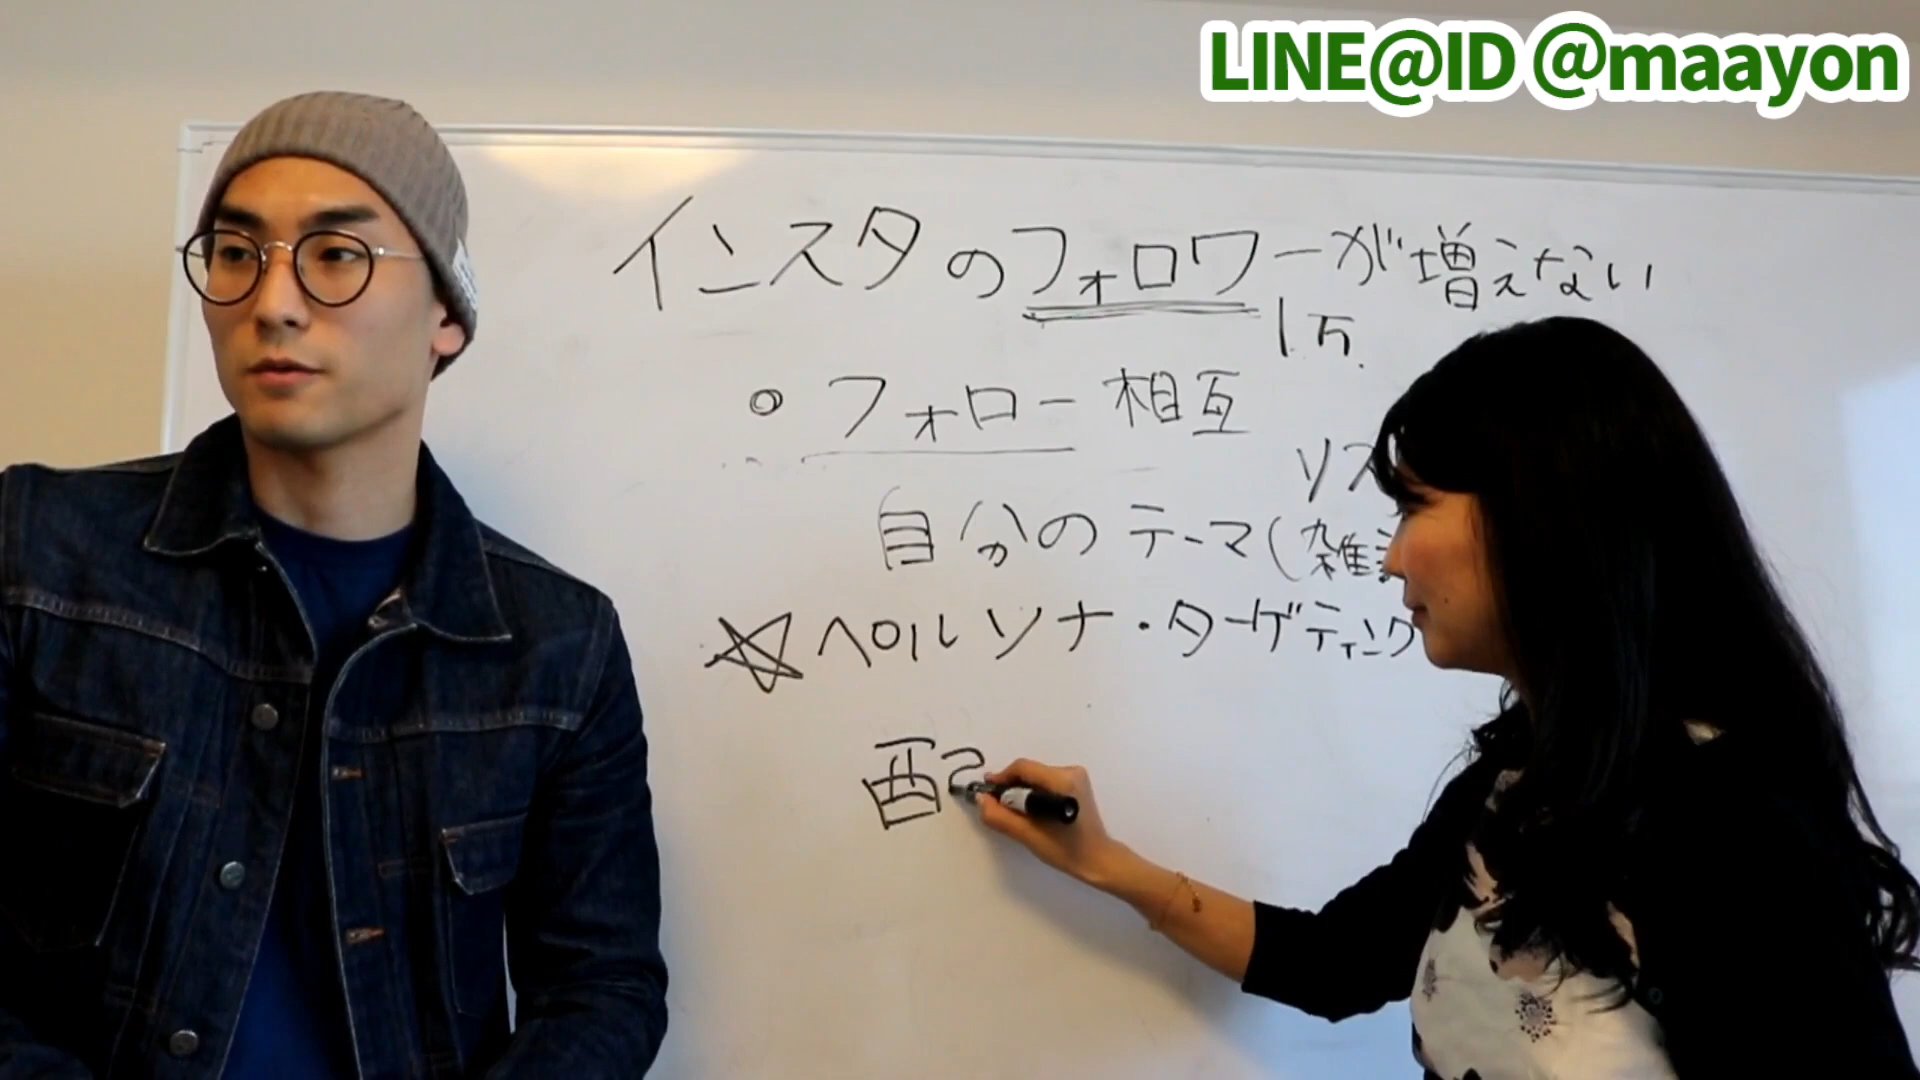 LINE@ID @maayon
インスタのフォロワーが増えない
1万
フォロー相互
自分のテーマ(雑
☆ペルソナ・ターゲティング
配